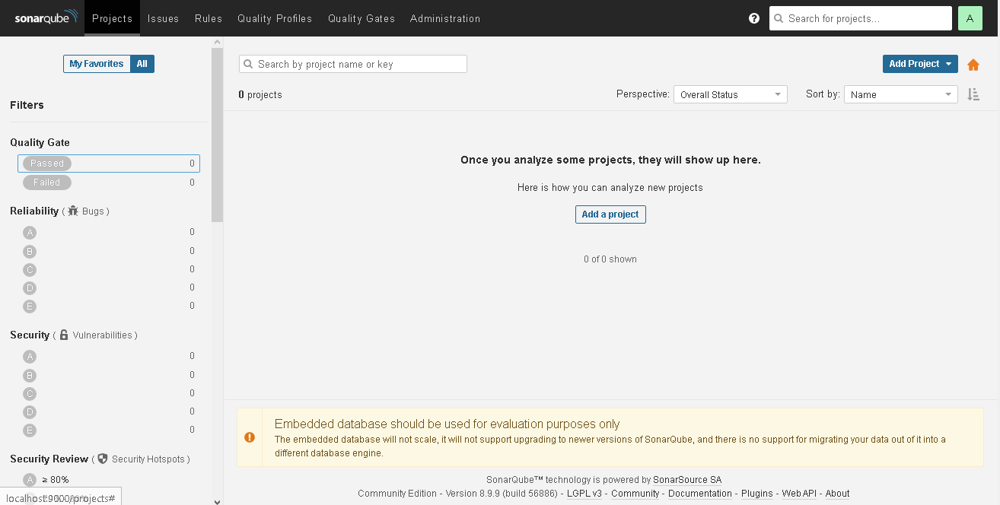 sonarqube Projects Issues Rules Quality Profiles Quality Gates Administration ? Search for projects... A
My Favorites All
Search by project name or key
Add Project
0 projects
Perspective: Overall Status
Sort by: Name
Filters
Quality Gate
Passed 0
Failed 0
Reliability ( Bugs )
A 0
B 0
C 0
D 0
E 0
Security ( Vulnerabilities )
A 0
B 0
C 0
D 0
E 0
Security Review ( Security Hotspots )
A ≥ 80%
localhost:9000/projects#
Once you analyze some projects, they will show up here.
Here is how you can analyze new projects
Add a project
0 of 0 shown
Embedded database should be used for evaluation purposes only
The embedded database will not scale, it will not support upgrading to newer versions of SonarQube, and there is no support for migrating your data out of it into a
different database engine.
SonarQube™ technology is powered by SonarSource SA
Community Edition - Version 8.9.9 (build 56886) - LGPL v3 - Community - Documentation - Plugins - Web API - About